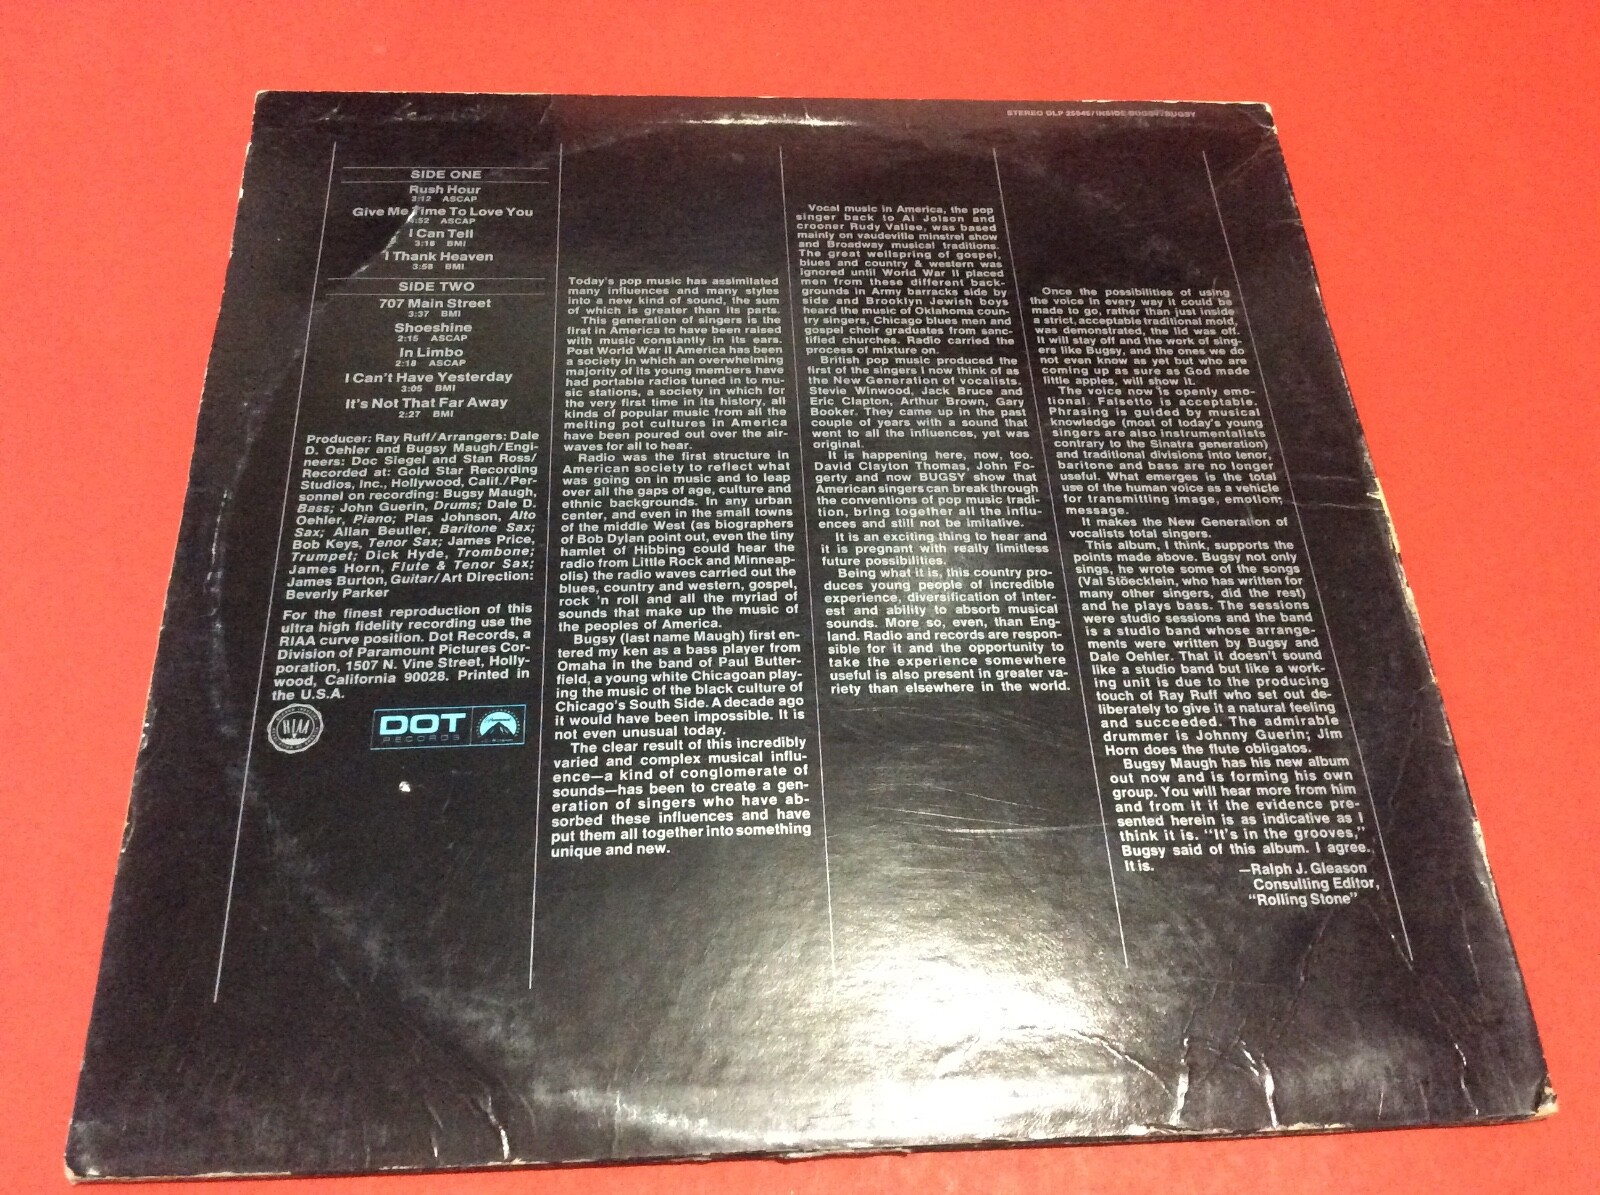 STEREO DLP 25945/INSIDE BUGSY/BUGSY
SIDE ONE
Rush Hour
3:12 ASCAP
Give Me Time To Love You
:52 ASCAP
I Can Tell
3:18 BMI
I Thank Heaven
3:58 BMI
SIDE TWO
707 Main Street
3:37 BMI
Shoeshine
2:15 ASCAP
In Limbo
2:18 ASCAP
I Can't Have Yesterday
3:05 BMI
It's Not That Far Away
2:27 BMI
Producer: Ray Ruff/Arrangers: Dale
D. Oehler and Bugsy Maugh/Engi-
neers: Doc Siegel and Stan Ross/
Recorded at: Gold Star Recording
Studios, Inc., Hollywood, Calif./Per-
sonnel on recording: Bugsy Maugh,
Bass; John Guerin, Drums; Dale D.
Oehler, Piano; Plas Johnson, Alto
Sax; Allan Beutler, Baritone Sax;
Bob Keys, Tenor Sax; James Price,
Trumpet; Dick Hyde, Trombone;
James Horn, Flute & Tenor Sax;
James Burton, Guitar/Art Direction:
Beverly Parker
For the finest reproduction of this
ultra high fidelity recording use the
RIAA curve position. Dot Records, a
Division of Paramount Pictures Cor-
poration, 1507 N. Vine Street, Holly-
wood, California 90028. Printed in
the U.S.A.
RIAA
DOT
RECORDS
Paramount
Today's pop music has assimilated
many influences and many styles
into a new kind of sound, the sum
of which is greater than its parts.
This generation of singers is the
first in America to have been raised
with music constantly in its ears.
Post World War II America has been
a society in which an overwhelming
majority of its young members have
had portable radios tuned in to mu-
sic stations, a society in which for
the very first time in its history, all
kinds of popular music from all the
melting pot cultures in America
have been poured out over the air-
waves for all to hear.
Radio was the first structure in
American society to reflect what
was going on in music and to leap
over all the gaps of age, culture and
ethnic backgrounds. In any urban
center, and even in the small towns
of the middle West (as biographers
of Bob Dylan point out, even the tiny
hamlet of Hibbing could hear the
radio from Little Rock and Minneap-
olis) the radio waves carried out the
blues, country and western, gospel,
rock 'n roll and all the myriad of
sounds that make up the music of
the peoples of America.
Bugsy (last name Maugh) first en-
tered my ken as a bass player from
Omaha in the band of Paul Butter-
field, a young white Chicagoan play-
ing the music of the black culture of
Chicago's South Side. A decade ago
it would have been impossible. It is
not even unusual today.
The clear result of this incredibly
varied and complex musical influ-
ence—a kind of conglomerate of
sounds—has been to create a gen-
eration of singers who have ab-
sorbed these influences and have
put them all together into something
unique and new.
Vocal music in America, the pop
singer back to Al Jolson and
crooner Rudy Vallee, was based
mainly on vaudeville minstrel show
and Broadway musical traditions.
The great wellspring of gospel,
blues and country & western was
ignored until World War II placed
men from these different back-
grounds in Army barracks side by
side and Brooklyn Jewish boys
heard the music of Oklahoma coun-
try singers, Chicago blues men and
gospel choir graduates from sanc-
tified churches. Radio carried the
process of mixture on.
British pop music produced the
first of the singers I now think of as
the New Generation of vocalists.
Stevie Winwood, Jack Bruce and
Eric Clapton, Arthur Brown, Gary
Booker. They came up in the past
couple of years with a sound that
went to all the influences, yet was
original.
It is happening here, now, too.
David Clayton Thomas, John Fo-
gerty and now BUGSY show that
American singers can break through
the conventions of pop music tradi-
tion, bring together all the influ-
ences and still not be imitative.
It is an exciting thing to hear and
it is pregnant with really limitless
future possibilities.
Being what it is, this country pro-
duces young people of incredible
experience, diversification of inter-
est and ability to absorb musical
sounds. More so, even, than Eng-
land. Radio and records are respon-
sible for it and the opportunity to
take the experience somewhere
useful is also present in greater va-
riety than elsewhere in the world.
Once the possibilities of using
the voice in every way it could be
made to go, rather than just inside
a strict, acceptable traditional mold,
was demonstrated, the lid was off.
It will stay off and the work of sing-
ers like Bugsy, and the ones we do
not even know as yet but who are
coming up as sure as God made
little apples, will show it.
The voice now is openly emo-
tional. Falsetto is acceptable.
Phrasing is guided by musical
knowledge (most of today's young
singers are also instrumentalists
contrary to the Sinatra generation)
and traditional divisions into tenor,
baritone and bass are no longer
useful. What emerges is the total
use of the human voice as a vehicle
for transmitting image, emotion;
message.
It makes the New Generation of
vocalists total singers.
This album, I think, supports the
points made above. Bugsy not only
sings, he wrote some of the songs
(Val Stöecklein, who has written for
many other singers, did the rest)
and he plays bass. The sessions
were studio sessions and the band
is a studio band whose arrange-
ments were written by Bugsy and
Dale Oehler. That it doesn't sound
like a studio band but like a work-
ing unit is due to the producing
touch of Ray Ruff who set out de-
liberately to give it a natural feeling
and succeeded. The admirable
drummer is Johnny Guerin; Jim
Horn does the flute obligatos.
Bugsy Maugh has his new album
out now and is forming his own
group. You will hear more from him
and from it if the evidence pre-
sented herein is as indicative as I
think it is. "It's in the grooves,"
Bugsy said of this album. I agree.
It is.
—Ralph J. Gleason
Consulting Editor,
"Rolling Stone"